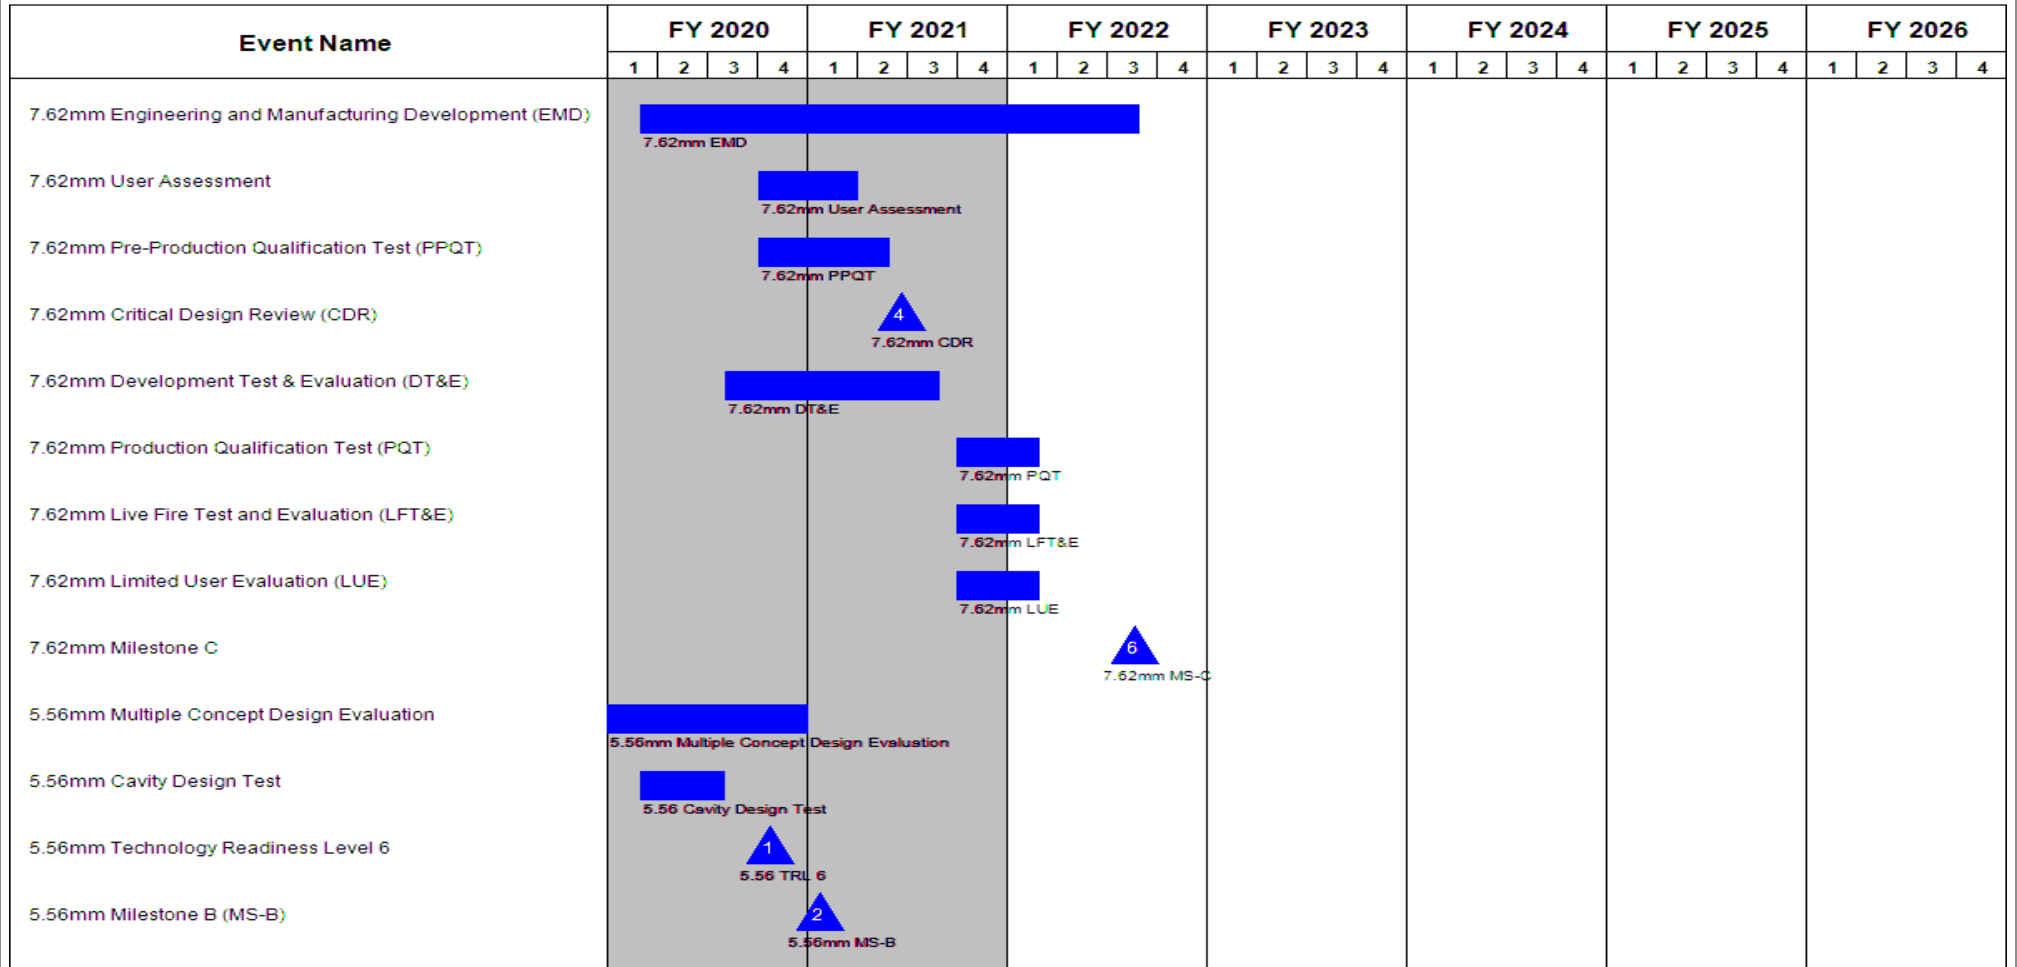 Event Name
FY 2020 FY 2021 FY 2022 FY 2023 FY 2024 FY 2025 FY 2026
1 2 3 4 1 2 3 4 1 2 3 4 1 2 3 4 1 2 3 4 1 2 3 4 1 2 3 4
7.62mm Engineering and Manufacturing Development (EMD)
7.62mm EMD
7.62mm User Assessment
7.62mm User Assessment
7.62mm Pre-Production Qualification Test (PPQT)
7.62mm PPQT
7.62mm Critical Design Review (CDR)
4
7.62mm CDR
7.62mm Development Test & Evaluation (DT&E)
7.62mm DT&E
7.62mm Production Qualification Test (PQT)
7.62mm PQT
7.62mm Live Fire Test and Evaluation (LFT&E)
7.62mm LFT&E
7.62mm Limited User Evaluation (LUE)
7.62mm LUE
7.62mm Milestone C
6
7.62mm MS-C
5.56mm Multiple Concept Design Evaluation
5.56mm Multiple Concept Design Evaluation
5.56mm Cavity Design Test
5.56 Cavity Design Test
5.56mm Technology Readiness Level 6
1
5.56 TRL 6
5.56mm Milestone B (MS-B)
2
5.56mm MS-B